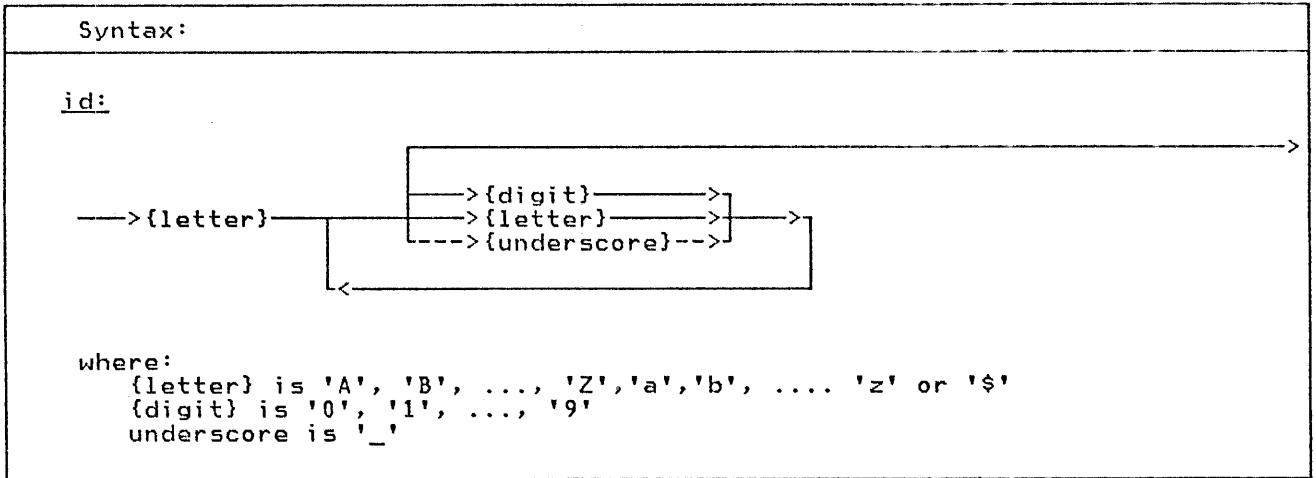 Syntax:
id:
{digit}
{letter} {letter}
{underscore}
where:
{letter} is 'A', 'B', ..., 'Z','a','b', .... 'z' or '$'
{digit} is '0', '1', ..., '9'
underscore is '_'